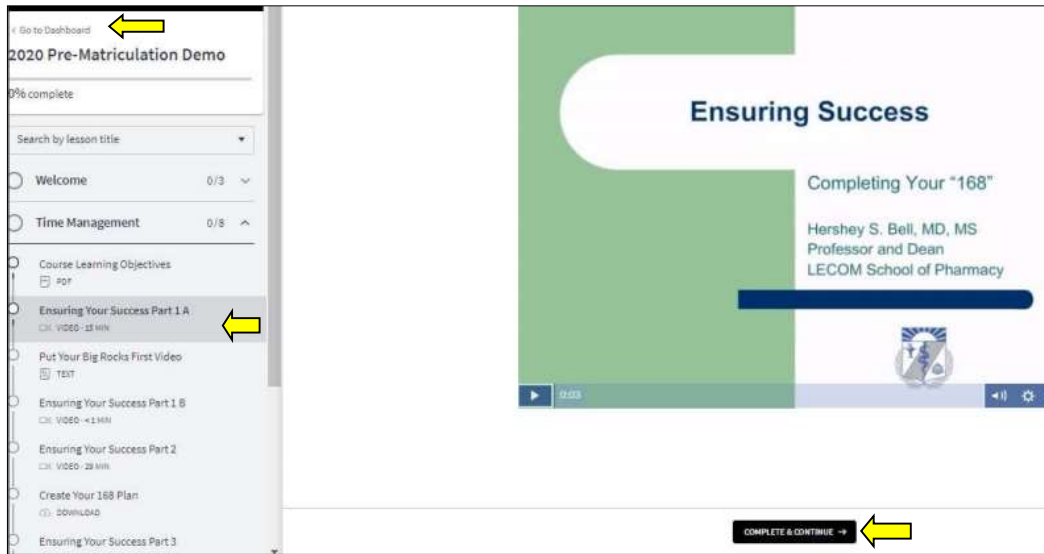 < Go to Dashboard
2020 Pre-Matriculation Demo
0% complete
Search by lesson title
Welcome 0/3
Time Management 0/8
Course Learning Objectives
PDF
Ensuring Your Success Part 1 A
VIDEO · 15 MIN
Put Your Big Rocks First Video
TEXT
Ensuring Your Success Part 1 B
VIDEO · <1 MIN
Ensuring Your Success Part 2
VIDEO · 29 MIN
Create Your 168 Plan
DOWNLOAD
Ensuring Your Success Part 3
Ensuring Success
Completing Your "168"
Hershey S. Bell, MD, MS
Professor and Dean
LECOM School of Pharmacy
0:03
COMPLETE & CONTINUE →